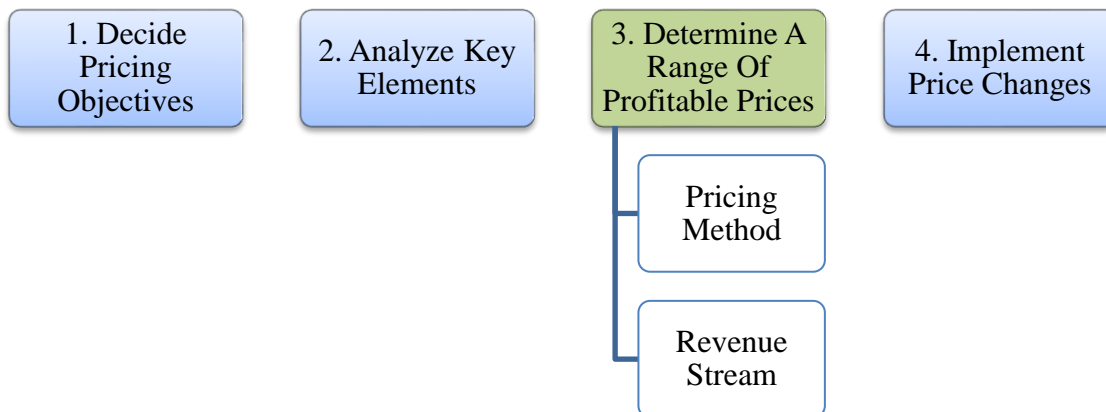 1. Decide
Pricing
Objectives
2. Analyze Key
Elements
3. Determine A
Range Of
Profitable Prices
4. Implement
Price Changes
Pricing
Method
Revenue
Stream